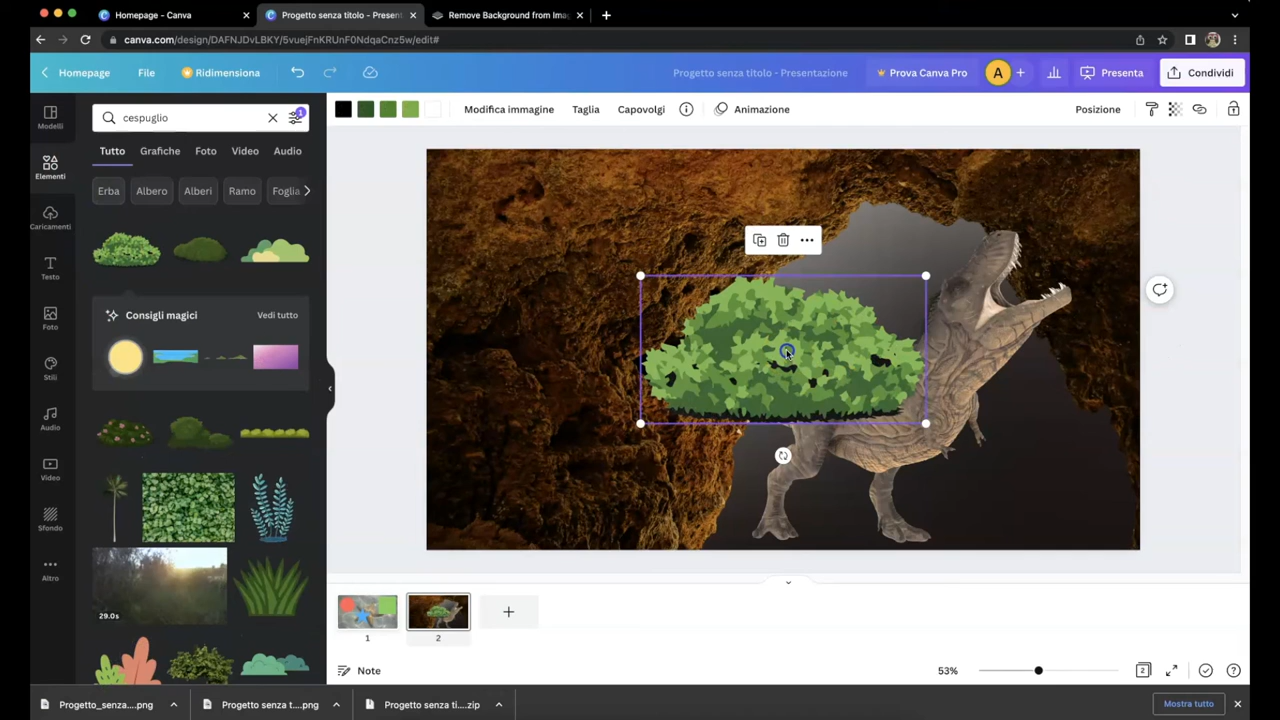 Homepage - Canva
Progetto senza titolo - Present
Remove Background from Ima
canva.com/design/DAFNJDvLBKY/5vuejFnKRUnF0NdqaCnz5w/edit#
Homepage
File
Ridimensiona
Progetto senza titolo - Presentazione
Prova Canva Pro
A
Presenta
Condividi
Modelli
Elementi
Caricamenti
Testo
Foto
Stili
Audio
Video
Sfondo
Altro
cespuglio
1
Tutto
Grafiche
Foto
Video
Audio
Erba
Albero
Alberi
Ramo
Foglia
Consigli magici
Vedi tutto
29.0s
Modifica immagine
Taglia
Capovolgi
Animazione
Posizione
1
2
Note
53%
2
Progetto_senza....png
Progetto senza t....png
Progetto senza ti....zip
Mostra tutto